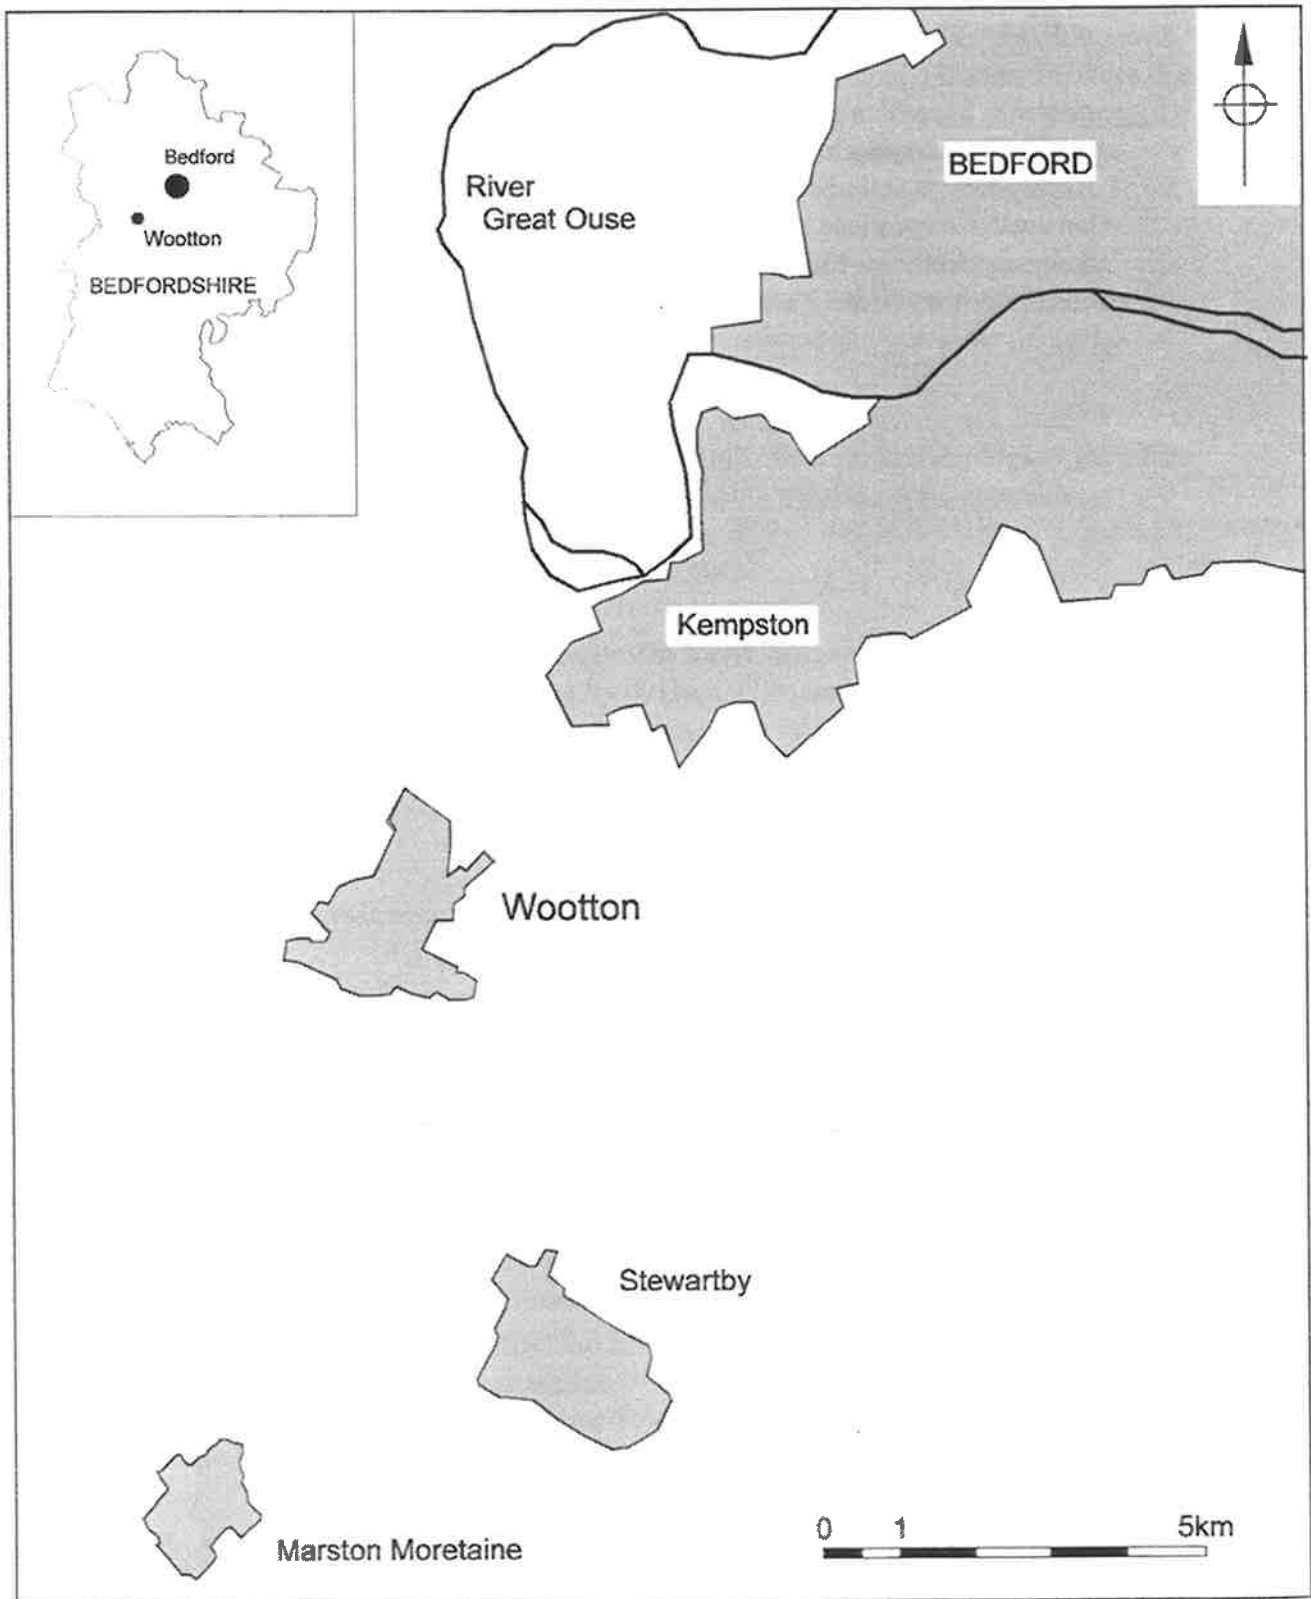 Bedford
Wootton
BEDFORDSHIRE
River
Great Ouse
BEDFORD
Kempston
Wootton
Stewartby
Marston Moretaine
0 1 5km